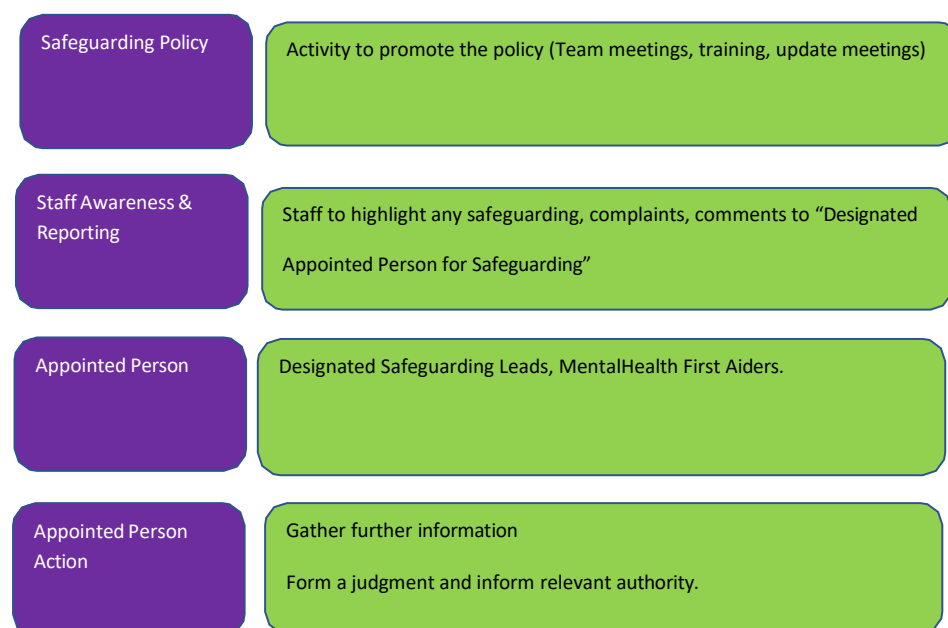 Safeguarding Policy
Activity to promote the policy (Team meetings, training, update meetings)
Staff Awareness &
Reporting
Staff to highlight any safeguarding, complaints, comments to “Designated
Appointed Person for Safeguarding”
Appointed Person
Designated Safeguarding Leads, MentalHealth First Aiders.
Appointed Person
Action
Gather further information
Form a judgment and inform relevant authority.